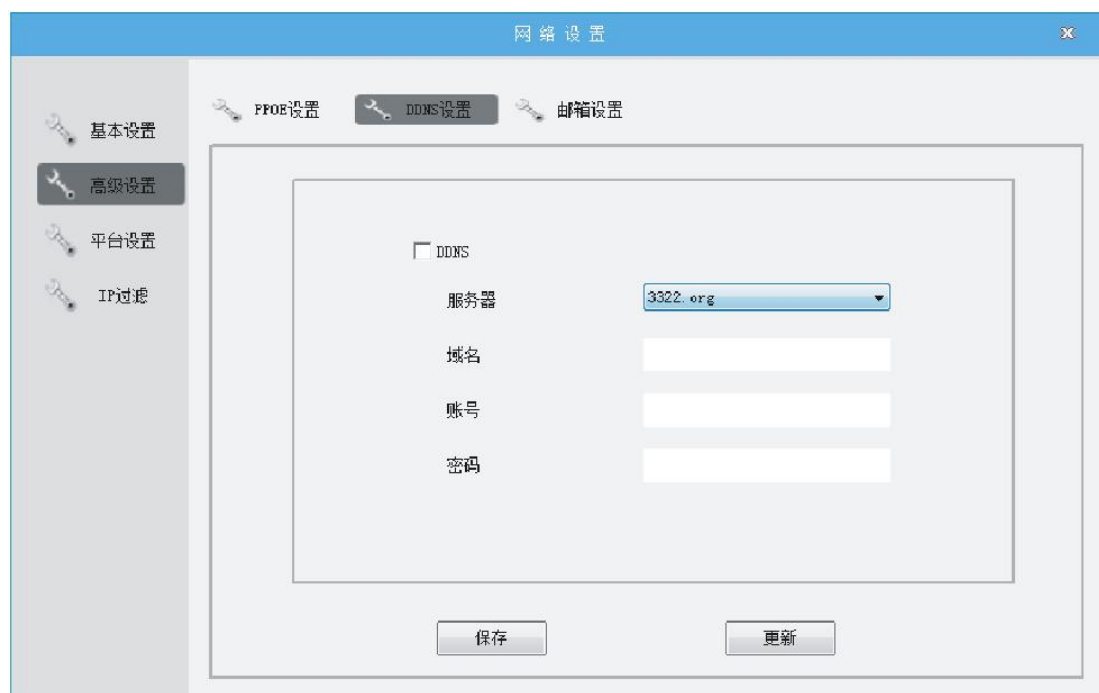 网络设置
PPOE设置
DDNS设置
邮箱设置
基本设置
高级设置
平台设置
IP过滤
DDNS
服务器
3322.org
域名
账号
密码
保存
更新